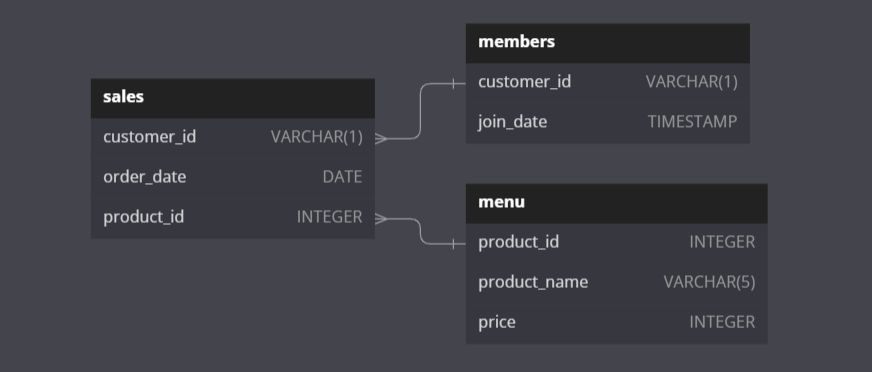 sales
customer_id VARCHAR(1)
order_date DATE
product_id INTEGER
members
customer_id VARCHAR(1)
join_date TIMESTAMP
menu
product_id INTEGER
product_name VARCHAR(5)
price INTEGER